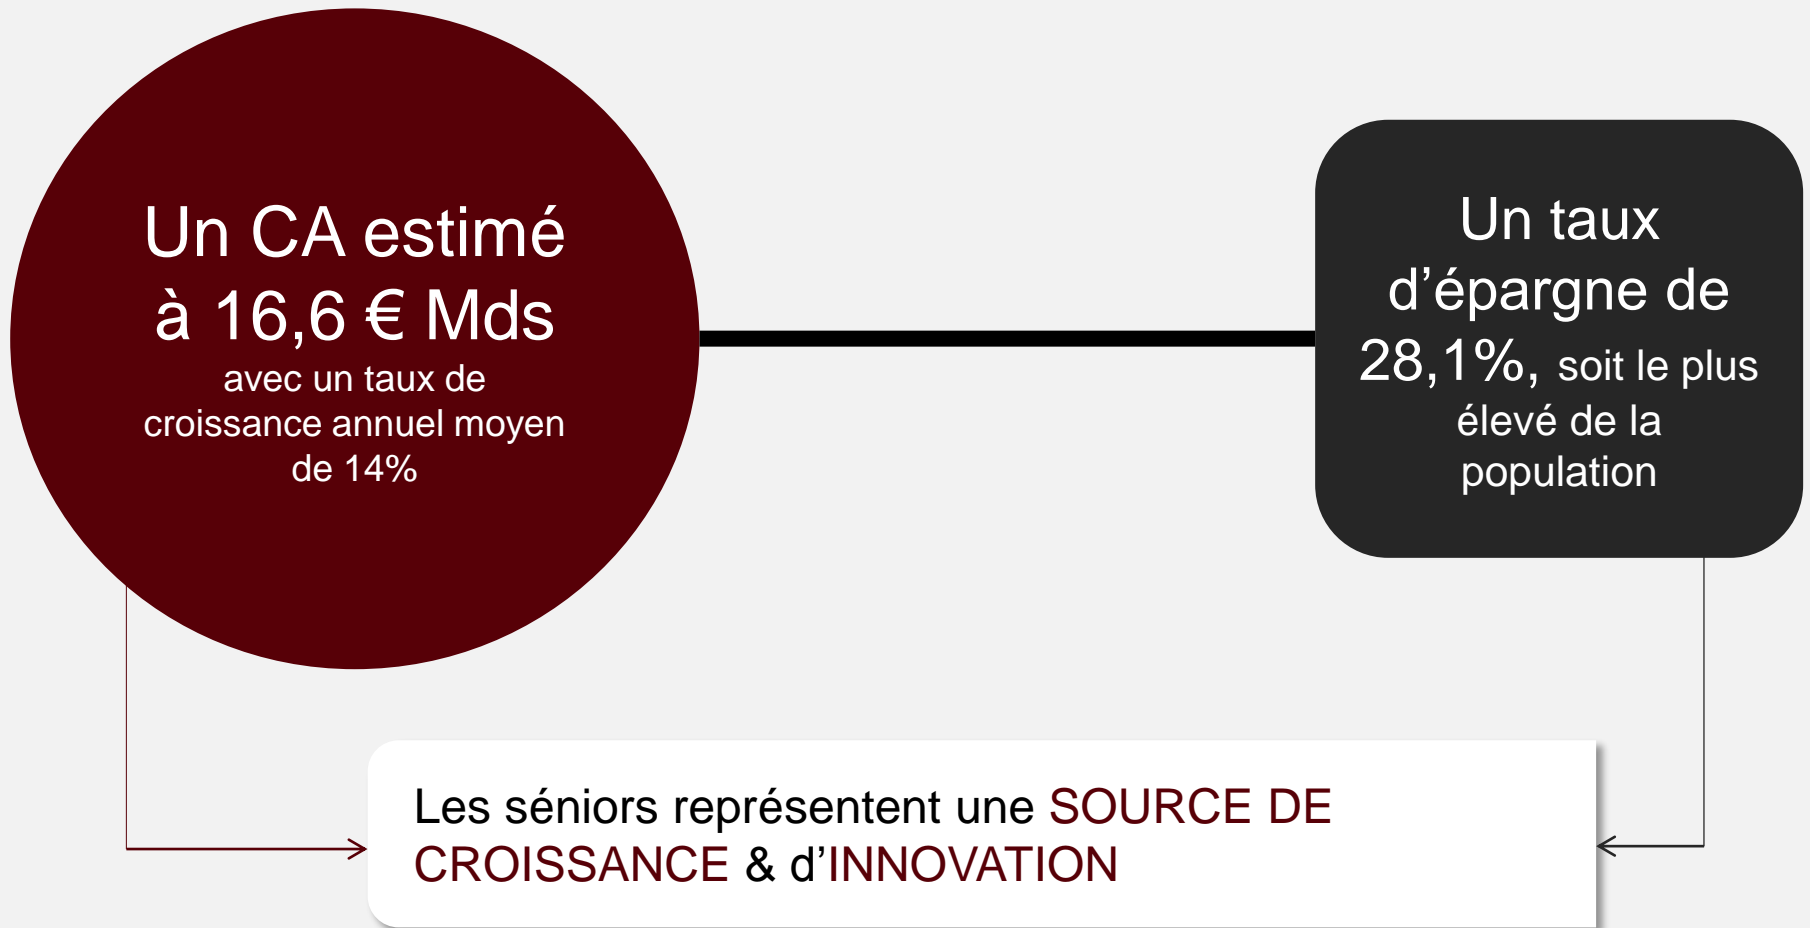 Un CA estimé
à 16,6 € Mds
avec un taux de
croissance annuel moyen
de 14%
Un taux
d’épargne de
28,1%, soit le plus
élevé de la
population
Les séniors représentent une SOURCE DE
CROISSANCE & d’INNOVATION